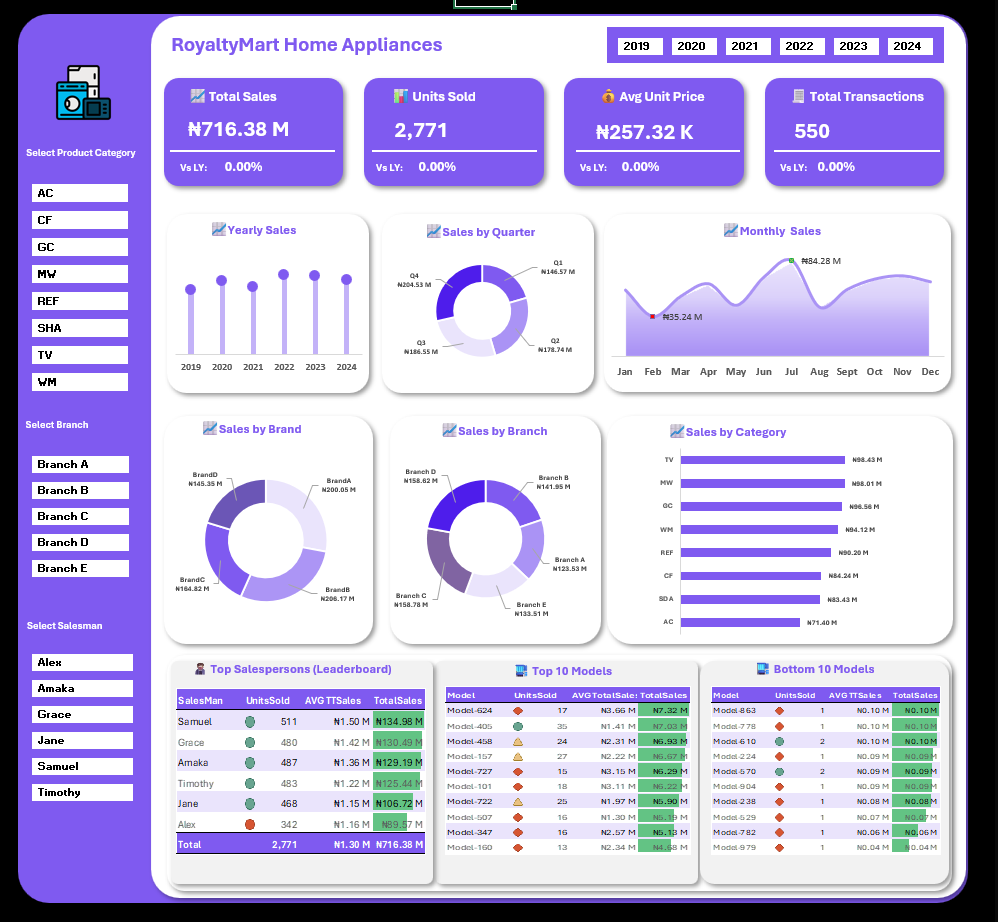 RoyaltyMart Home Appliances
2019 2020 2021 2022 2023 2024
Select Product Category
AC
CF
GC
MW
REF
SHA
TV
WM
Select Branch
Branch A
Branch B
Branch C
Branch D
Branch E
Select Salesman
Alex
Amaka
Grace
Jane
Samuel
Timothy
Total Sales
₦716.38 M
Vs LY: 0.00%
Units Sold
2,771
Vs LY: 0.00%
Avg Unit Price
₦257.32 K
Vs LY: 0.00%
Total Transactions
550
Vs LY: 0.00%
Yearly Sales
2019 2020 2021 2022 2023 2024
Sales by Quarter
Q1
₦146.57 M
Q2
₦178.74 M
Q3
₦186.55 M
Q4
₦204.53 M
Monthly Sales
₦84.28 M
₦35.24 M
Jan Feb Mar Apr May Jun Jul Aug Sept Oct Nov Dec
Sales by Brand
BrandA
₦200.05 M
BrandB
₦206.17 M
BrandC
₦164.82 M
BrandD
₦145.35 M
Sales by Branch
Branch B
₦141.95 M
Branch A
₦123.53 M
Branch E
₦133.51 M
Branch C
₦158.78 M
Branch D
₦158.62 M
Sales by Category
TV ₦98.43 M
MW ₦98.01 M
GC ₦96.56 M
WM ₦94.12 M
REF ₦90.20 M
CF ₦84.24 M
SDA ₦83.43 M
AC ₦71.40 M
Top Salespersons (Leaderboard)
SalesMan UnitsSold AVG TTSales TotalSales
Samuel 511 ₦1.50 M ₦134.98 M
Grace 480 ₦1.42 M ₦130.49 M
Amaka 487 ₦1.36 M ₦129.19 M
Timothy 483 ₦1.22 M ₦125.44 M
Jane 468 ₦1.15 M ₦106.72 M
Alex 342 ₦1.16 M ₦89.57 M
Total 2,771 ₦1.30 M ₦716.38 M
Top 10 Models
Model UnitsSold AVG TotalSale: TotalSales
Model-624 17 ₦3.66 M ₦7.32 M
Model-405 35 ₦1.41 M ₦7.03 M
Model-458 24 ₦2.31 M ₦6.93 M
Model-157 27 ₦2.22 M ₦6.67 M
Model-727 15 ₦3.15 M ₦6.29 M
Model-101 18 ₦3.11 M ₦6.22 M
Model-722 25 ₦1.97 M ₦5.90 M
Model-507 16 ₦1.30 M ₦5.19 M
Model-347 16 ₦2.57 M ₦5.13 M
Model-160 13 ₦2.34 M ₦4.68 M
Bottom 10 Models
Model UnitsSold AVG TTSales TotalSales
Model-863 1 ₦0.10 M ₦0.10 M
Model-778 1 ₦0.10 M ₦0.10 M
Model-610 2 ₦0.10 M ₦0.10 M
Model-224 1 ₦0.09 M ₦0.09 M
Model-570 2 ₦0.09 M ₦0.09 M
Model-904 1 ₦0.09 M ₦0.09 M
Model-238 1 ₦0.08 M ₦0.08 M
Model-529 1 ₦0.07 M ₦0.07 M
Model-782 1 ₦0.06 M ₦0.06 M
Model-979 1 ₦0.04 M ₦0.04 M